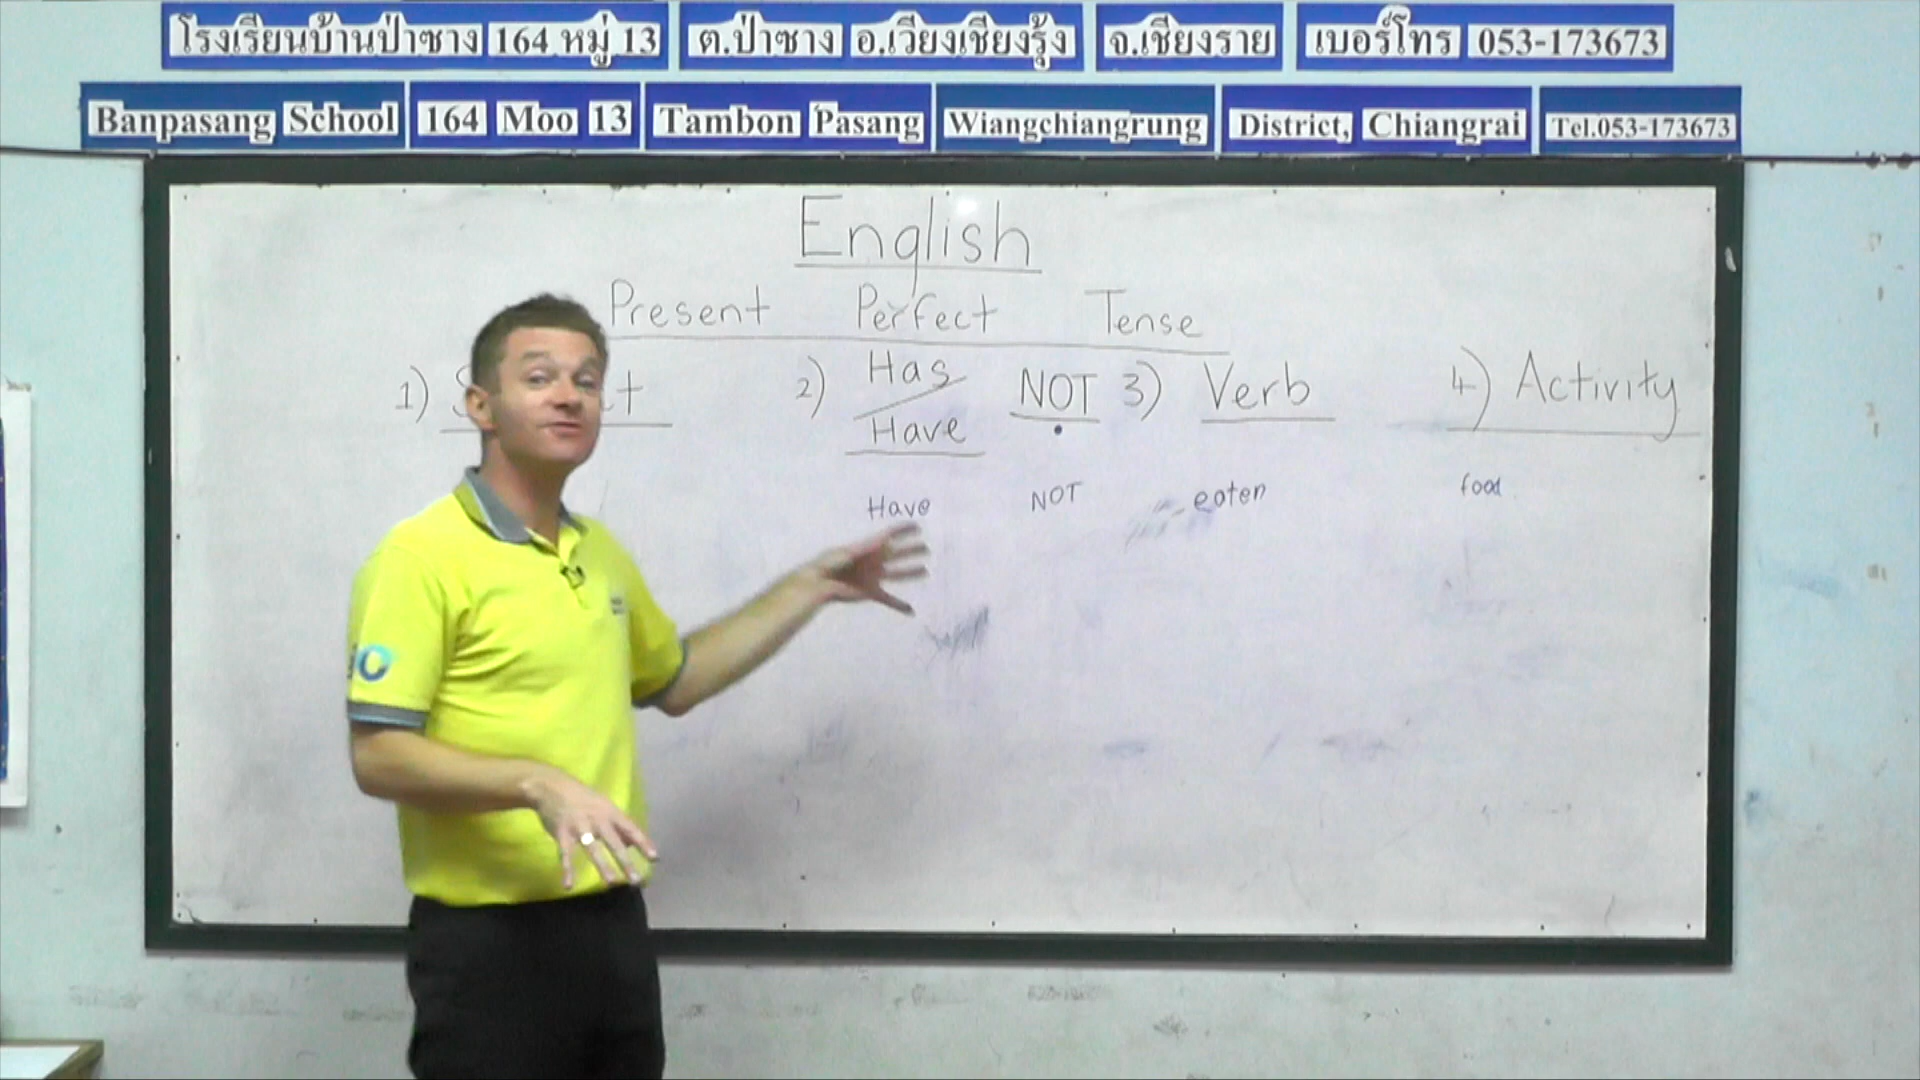 โรงเรียนบ้านป่าซาง 164 หมู่ 13 ต.ป่าซาง อ.เวียงเชียงรุ้ง จ.เชียงราย เบอร์โทร 053-173673
Banpasang School 164 Moo 13 Tambon Pasang Wiangchiangrung District, Chiangrai Tel.053-173673
English
Present Perfect Tense
1) 2) Has/Have NOT 3) Verb 4) Activity
Have NOT eaten food